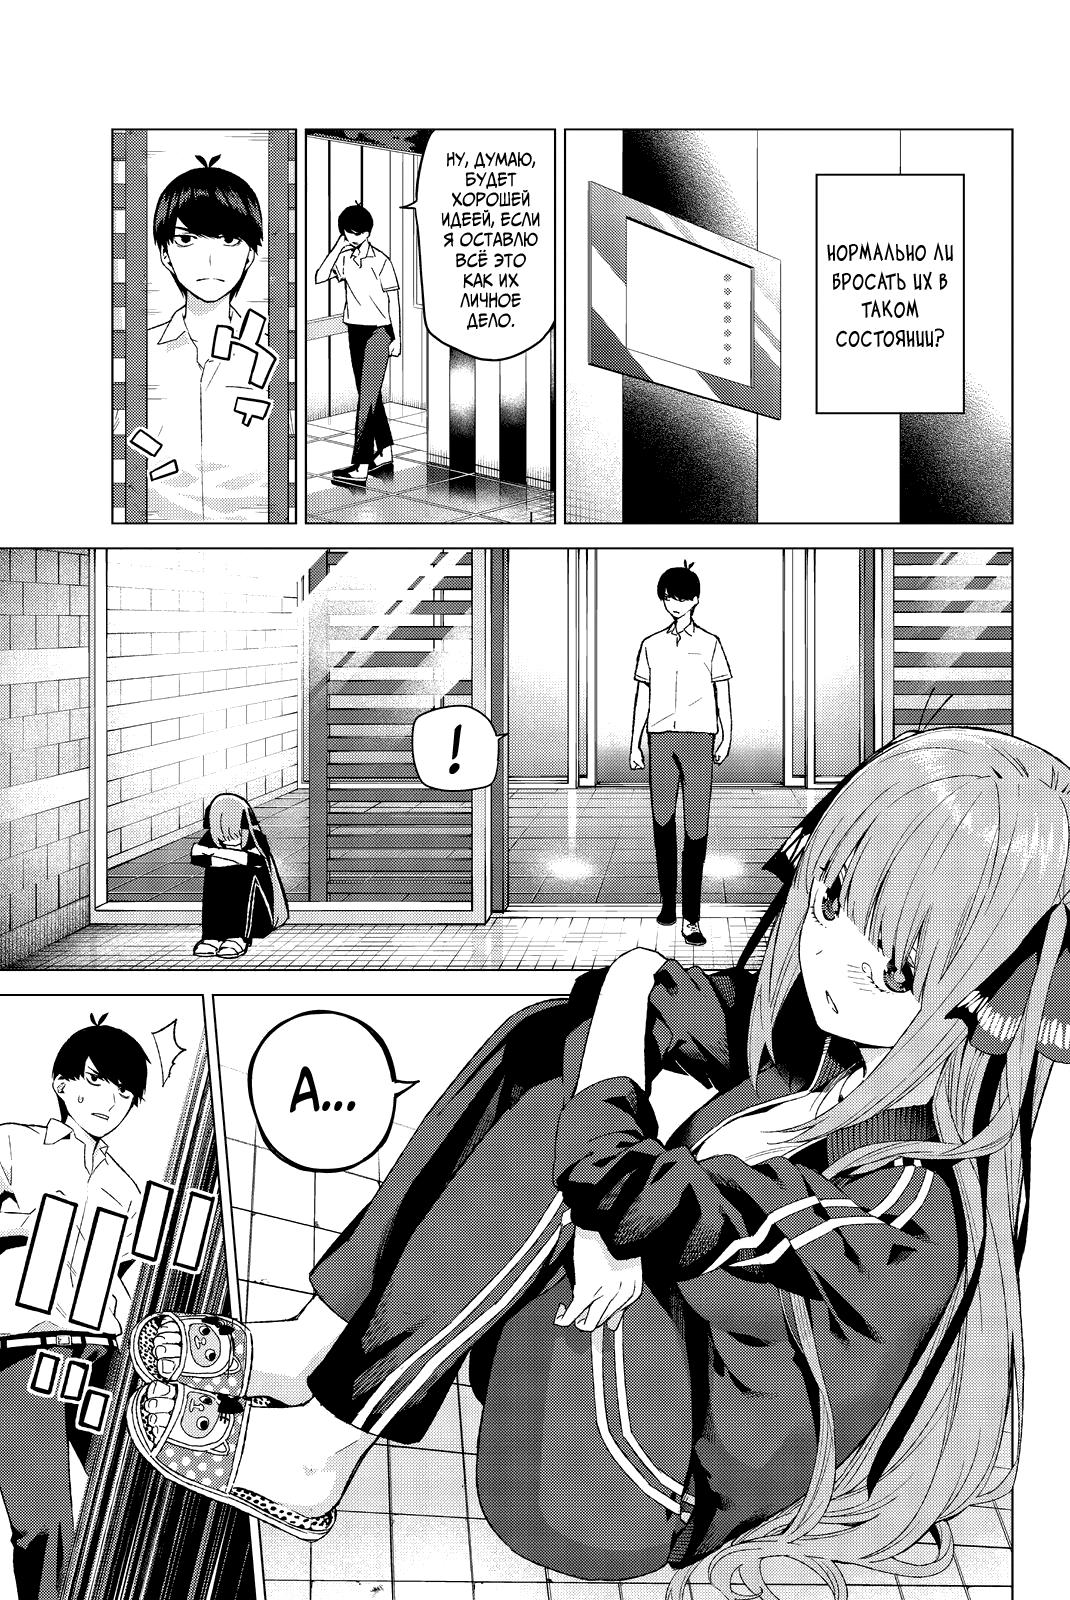 НОРМАЛЬНО ЛИ
БРОСАТЬ ИХ В
ТАКОМ
СОСТОЯНИИ?
НУ, ДУМАЮ,
БУДЕТ
ХОРОШЕЙ
ИДЕЕЙ, ЕСЛИ
Я ОСТАВЛЮ
ВСЁ ЭТО
КАК ИХ
ЛИЧНОЕ
ДЕЛО.
!
А...